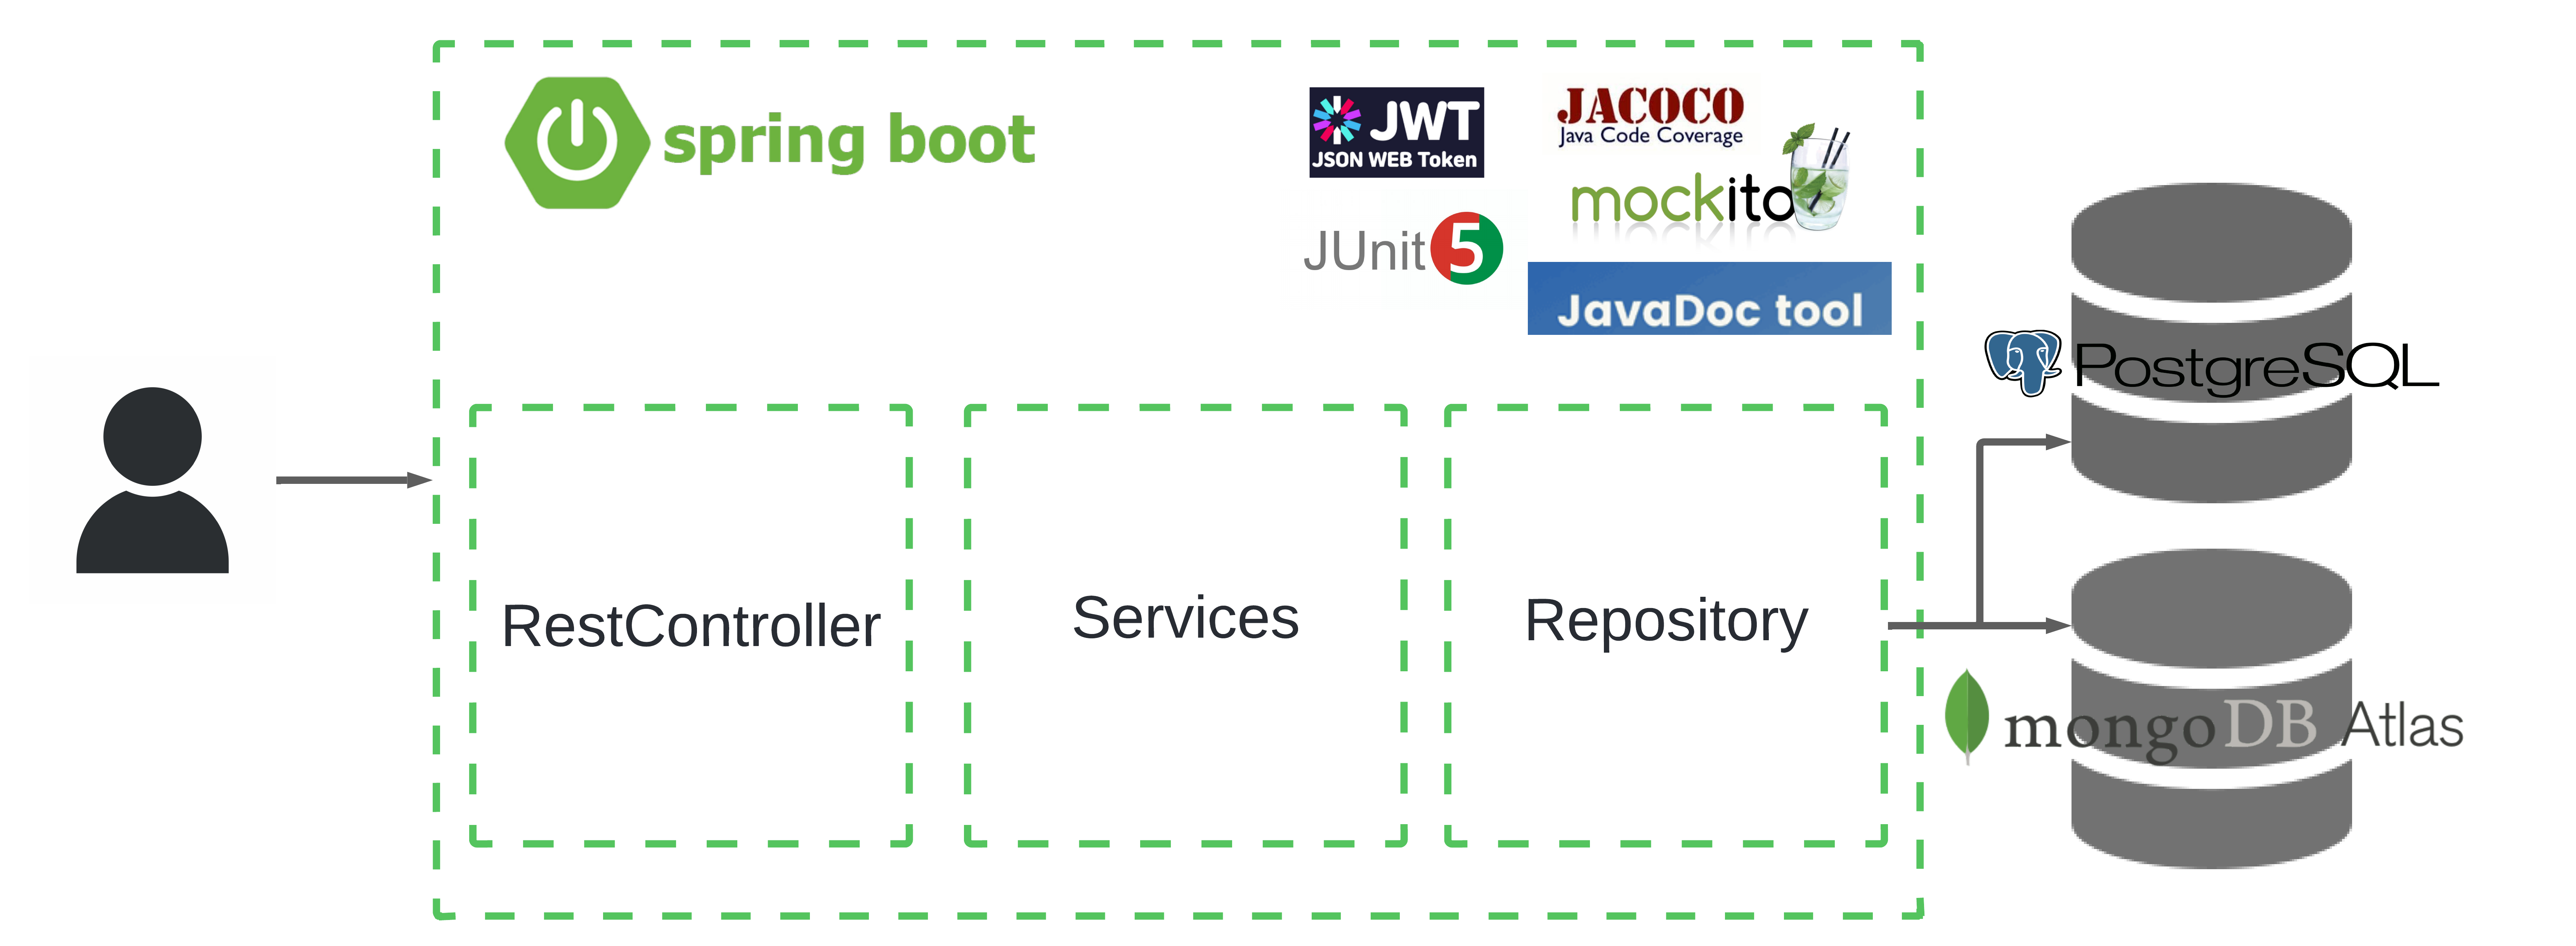 spring boot
JWT
JSON WEB Token
JACOCO
Java Code Coverage
mockito
JUnit 5
JavaDoc tool
PostgreSQL
RestController
Services
Repository
mongoDB Atlas